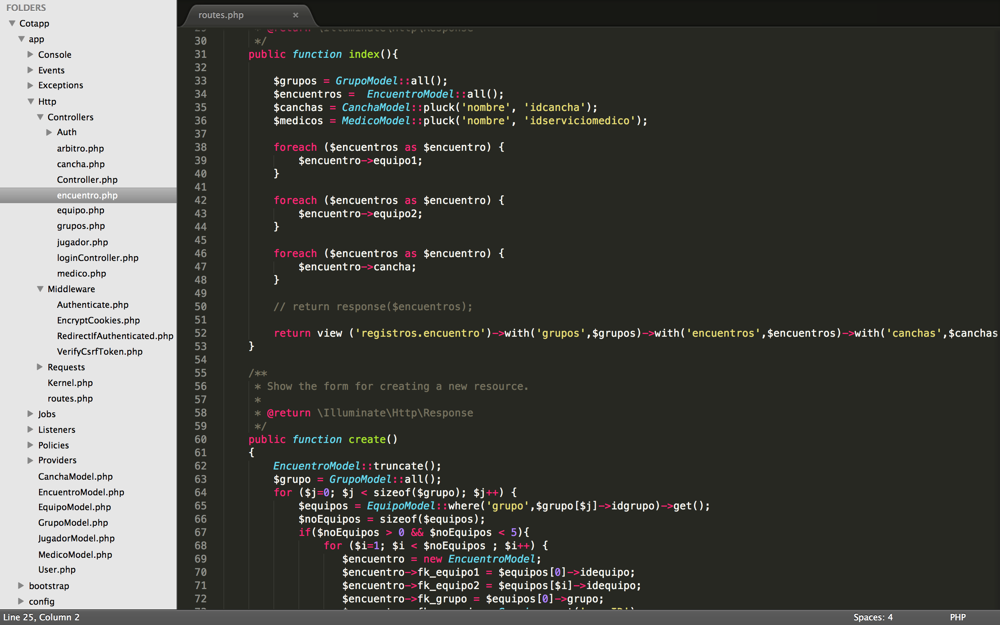 FOLDERS
Cotapp
app
Console
Events
Exceptions
Http
Controllers
Auth
arbitro.php
cancha.php
Controller.php
encuentro.php
equipo.php
grupos.php
jugador.php
loginController.php
medico.php
Middleware
Authenticate.php
EncryptCookies.php
RedirectIfAuthenticated.php
VerifyCsrfToken.php
Requests
Kernel.php
routes.php
Jobs
Listeners
Policies
Providers
CanchaModel.php
EncuentroModel.php
EquipoModel.php
GrupoModel.php
JugadorModel.php
MedicoModel.php
User.php
bootstrap
config
routes.php ×
29 * @return \Illuminate\Http\Response
30 */
31 public function index(){
32
33 $grupos = GrupoModel::all();
34 $encuentros =  EncuentroModel::all();
35 $canchas = CanchaModel::pluck('nombre', 'idcancha');
36 $medicos = MedicoModel::pluck('nombre', 'idserviciomedico');
37
38 foreach ($encuentros as $encuentro) {
39 $encuentro->equipo1;
40 }
41
42 foreach ($encuentros as $encuentro) {
43 $encuentro->equipo2;
44 }
45
46 foreach ($encuentros as $encuentro) {
47 $encuentro->cancha;
48 }
49
50 // return response($encuentros);
51
52 return view ('registros.encuentro')->with('grupos',$grupos)->with('encuentros',$encuentros)->with('canchas',$canchas
53 }
54
55 /**
56 * Show the form for creating a new resource.
57 *
58 * @return \Illuminate\Http\Response
59 */
60 public function create()
61 {
62 EncuentroModel::truncate();
63 $grupo = GrupoModel::all();
64 for ($j=0; $j < sizeof($grupo); $j++) {
65 $equipos = EquipoModel::where('grupo',$grupo[$j]->idgrupo)->get();
66 $noEquipos = sizeof($equipos);
67 if($noEquipos > 0 && $noEquipos < 5){
68 for ($i=1; $i < $noEquipos ; $i++) {
69 $encuentro = new EncuentroModel;
70 $encuentro->fk_equipo1 = $equipos[0]->idequipo;
71 $encuentro->fk_equipo2 = $equipos[$i]->idequipo;
72 $encuentro->fk_grupo = $equipos[0]->grupo;
Line 25, Column 2
Spaces: 4
PHP